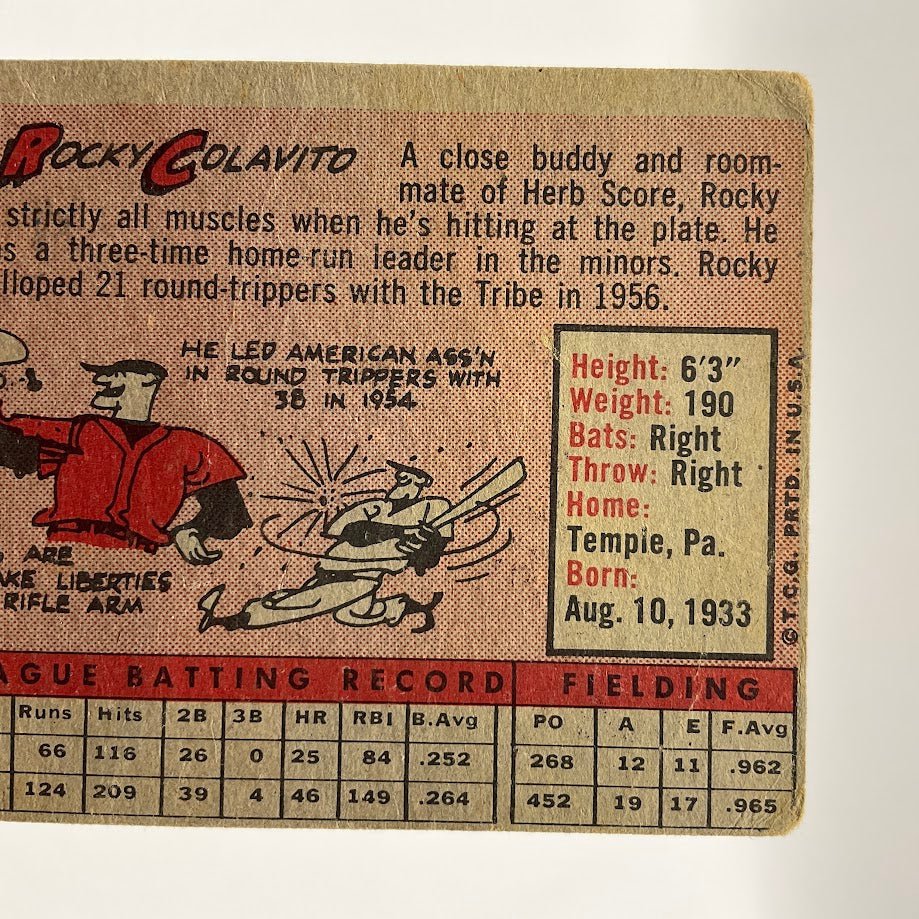 ROCKY COLAVITO
A close buddy and room-
mate of Herb Score, Rocky
strictly all muscles when he's hitting at the plate. He
s a three-time home-run leader in the minors. Rocky
lloped 21 round-trippers with the Tribe in 1956.
HE LED AMERICAN ASS'N
IN ROUND TRIPPERS WITH
38 IN 1954
ARE
AKE LIBERTIES
RIFLE ARM
Height: 6'3"
Weight: 190
Bats: Right
Throw: Right
Home:
Temple, Pa.
Born:
Aug. 10, 1933
© T.C.G. PRTD. IN U.S.A.
AGUE BATTING RECORD FIELDING
Runs Hits 2B 3B HR RBI B.Avg PO A E F.Avg
66 116 26 0 25 84 .252 268 12 11 .962
124 209 39 4 46 149 .264 452 19 17 .965